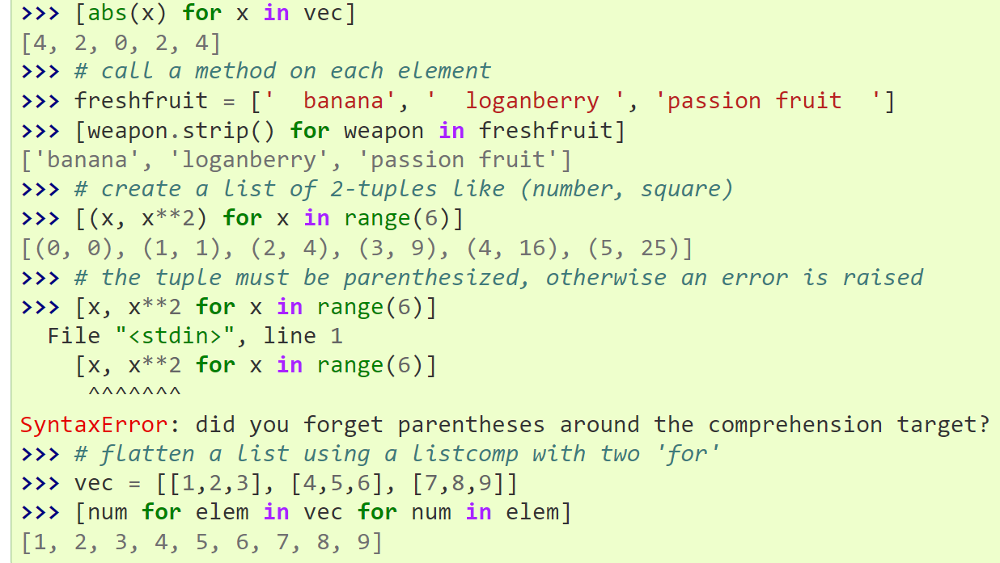 >>> [abs(x) for x in vec]
[4, 2, 0, 2, 4]
>>> # call a method on each element
>>> freshfruit = ['  banana', '  loganberry ', 'passion fruit  ']
>>> [weapon.strip() for weapon in freshfruit]
['banana', 'loganberry', 'passion fruit']
>>> # create a list of 2-tuples like (number, square)
>>> [(x, x**2) for x in range(6)]
[(0, 0), (1, 1), (2, 4), (3, 9), (4, 16), (5, 25)]
>>> # the tuple must be parenthesized, otherwise an error is raised
>>> [x, x**2 for x in range(6)]
  File "<stdin>", line 1
    [x, x**2 for x in range(6)]
     ^^^^^^^
SyntaxError: did you forget parentheses around the comprehension target?
>>> # flatten a list using a listcomp with two 'for'
>>> vec = [[1,2,3], [4,5,6], [7,8,9]]
>>> [num for elem in vec for num in elem]
[1, 2, 3, 4, 5, 6, 7, 8, 9]